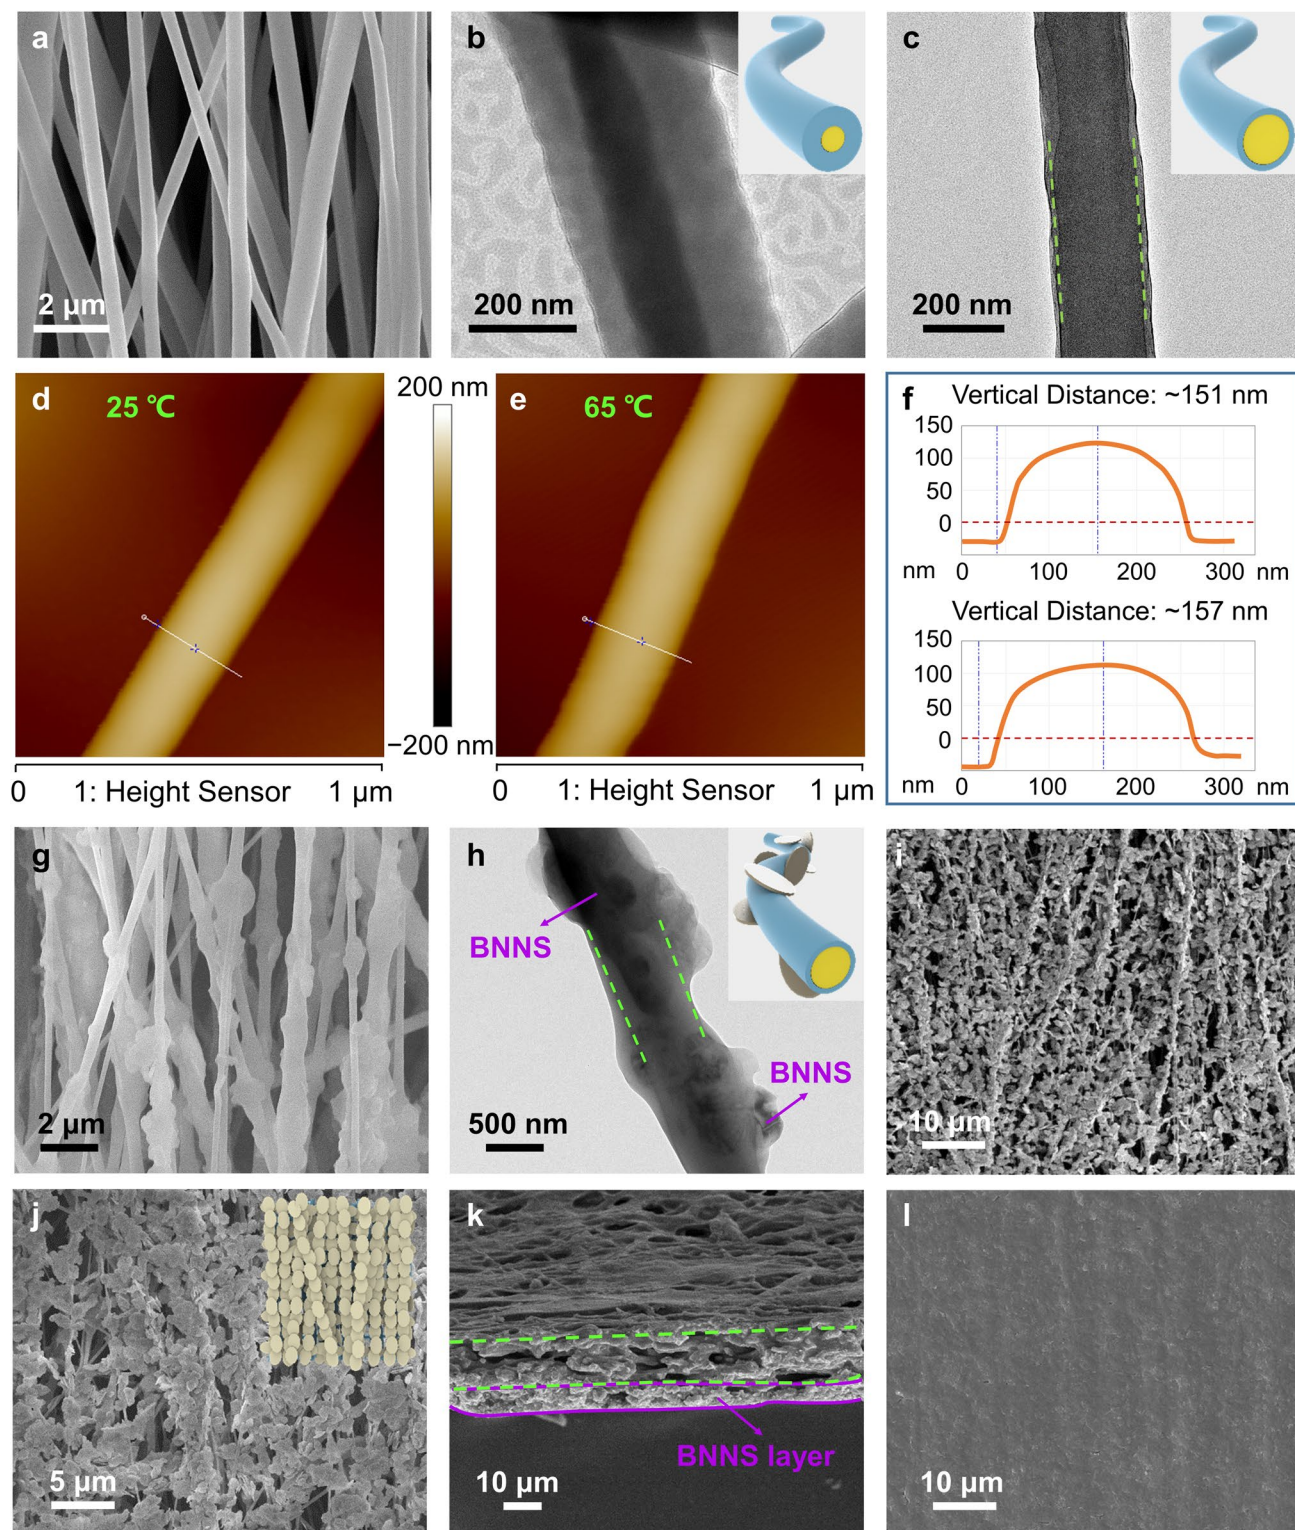 a
2 μm
b
200 nm
c
200 nm
d
25 ℃
200 nm
−200 nm
0 1: Height Sensor 1 μm
e
65 ℃
0 1: Height Sensor 1 μm
f
Vertical Distance: ~151 nm
150
100
50
0
nm 0 100 200 300 nm
Vertical Distance: ~157 nm
150
100
50
0
nm 0 100 200 300 nm
g
2 μm
h
BNNS
BNNS
500 nm
i
10 μm
j
5 μm
k
BNNS layer
10 μm
l
10 μm